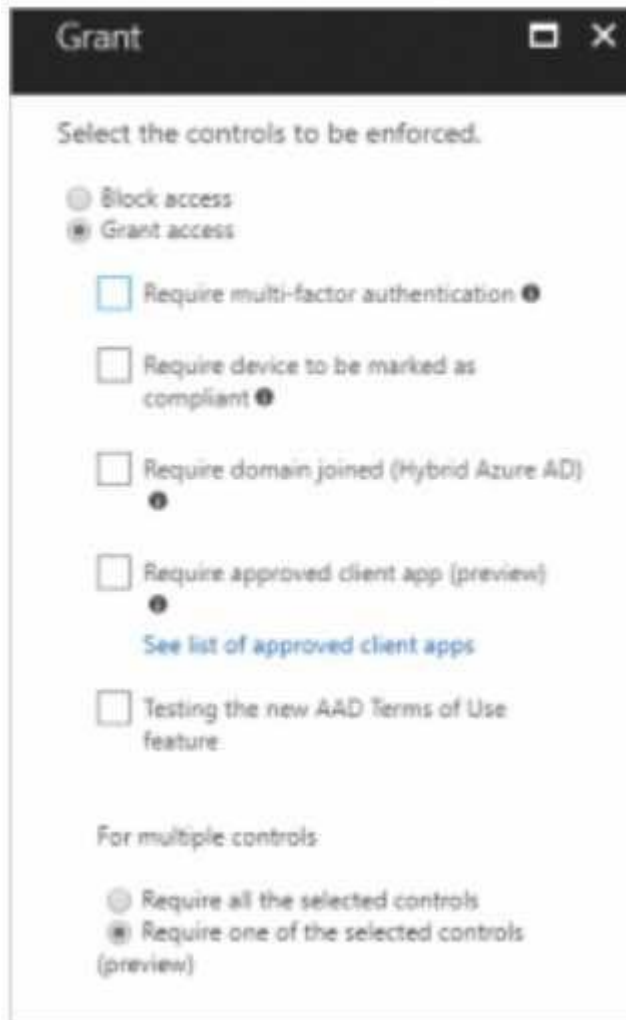 Grant
Select the controls to be enforced.
Block access
Grant access
Require multi-factor authentication
Require device to be marked as
compliant
Require domain joined (Hybrid Azure AD)
Require approved client app (preview)
See list of approved client apps
Testing the new AAD Terms of Use
feature
For multiple controls
Require all the selected controls
Require one of the selected controls
(preview)